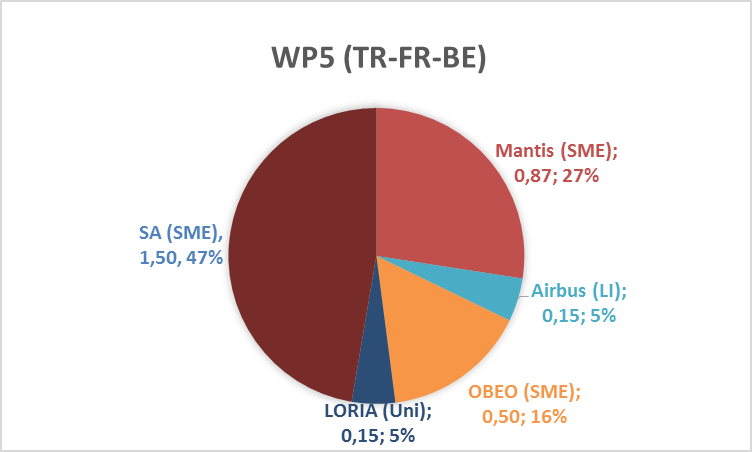 WP5 (TR-FR-BE)
Mantis (SME);
0,87; 27%
SA (SME),
1,50, 47%
Airbus (LI);
0,15; 5%
OBEO (SME);
0,50; 16%
LORIA (Uni);
0,15; 5%